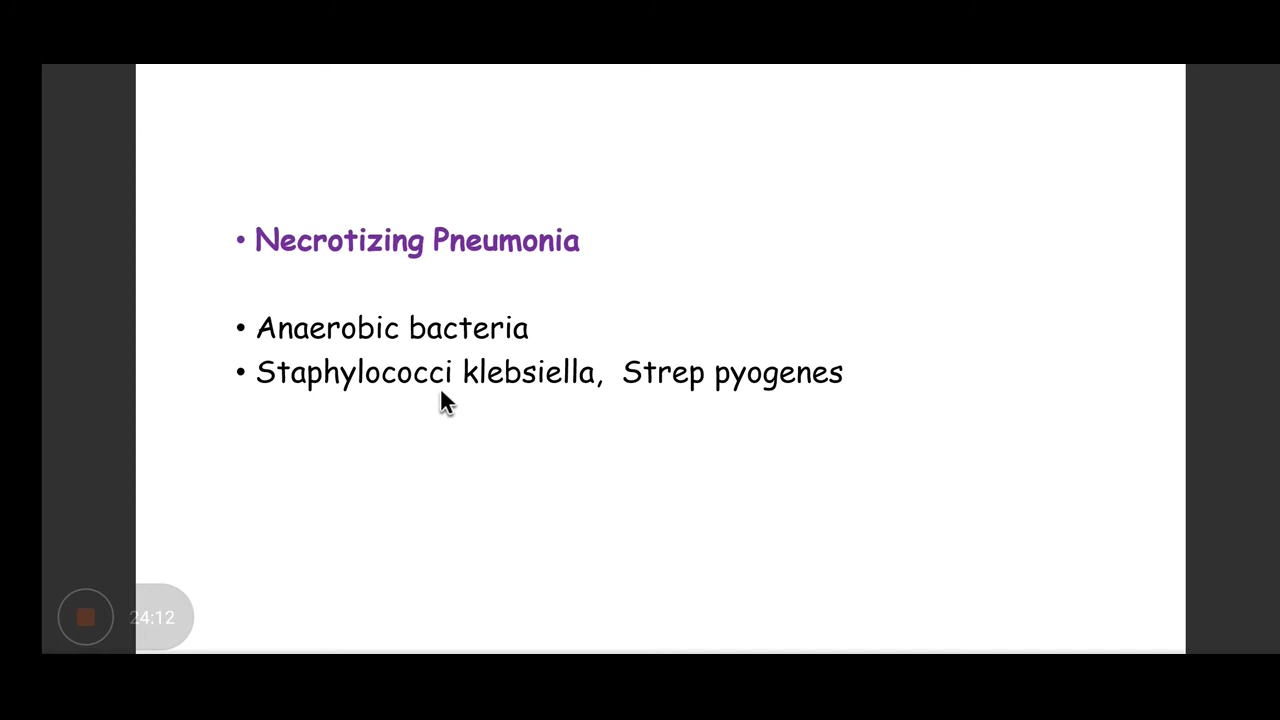 • Necrotizing Pneumonia
• Anaerobic bacteria
• Staphylococci klebsiella,  Strep pyogenes
24:12